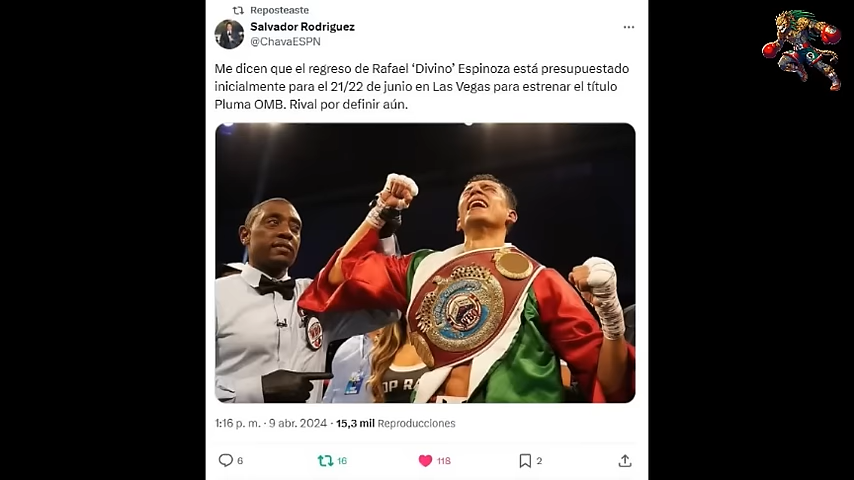 Reposteaste
Salvador Rodriguez
@ChavaESPN
Me dicen que el regreso de Rafael ‘Divino’ Espinoza está presupuestado
inicialmente para el 21/22 de junio en Las Vegas para estrenar el título
Pluma OMB. Rival por definir aún.
OP RA
1:16 p. m. · 9 abr. 2024 · 15,3 mil Reproducciones
6
16
118
2